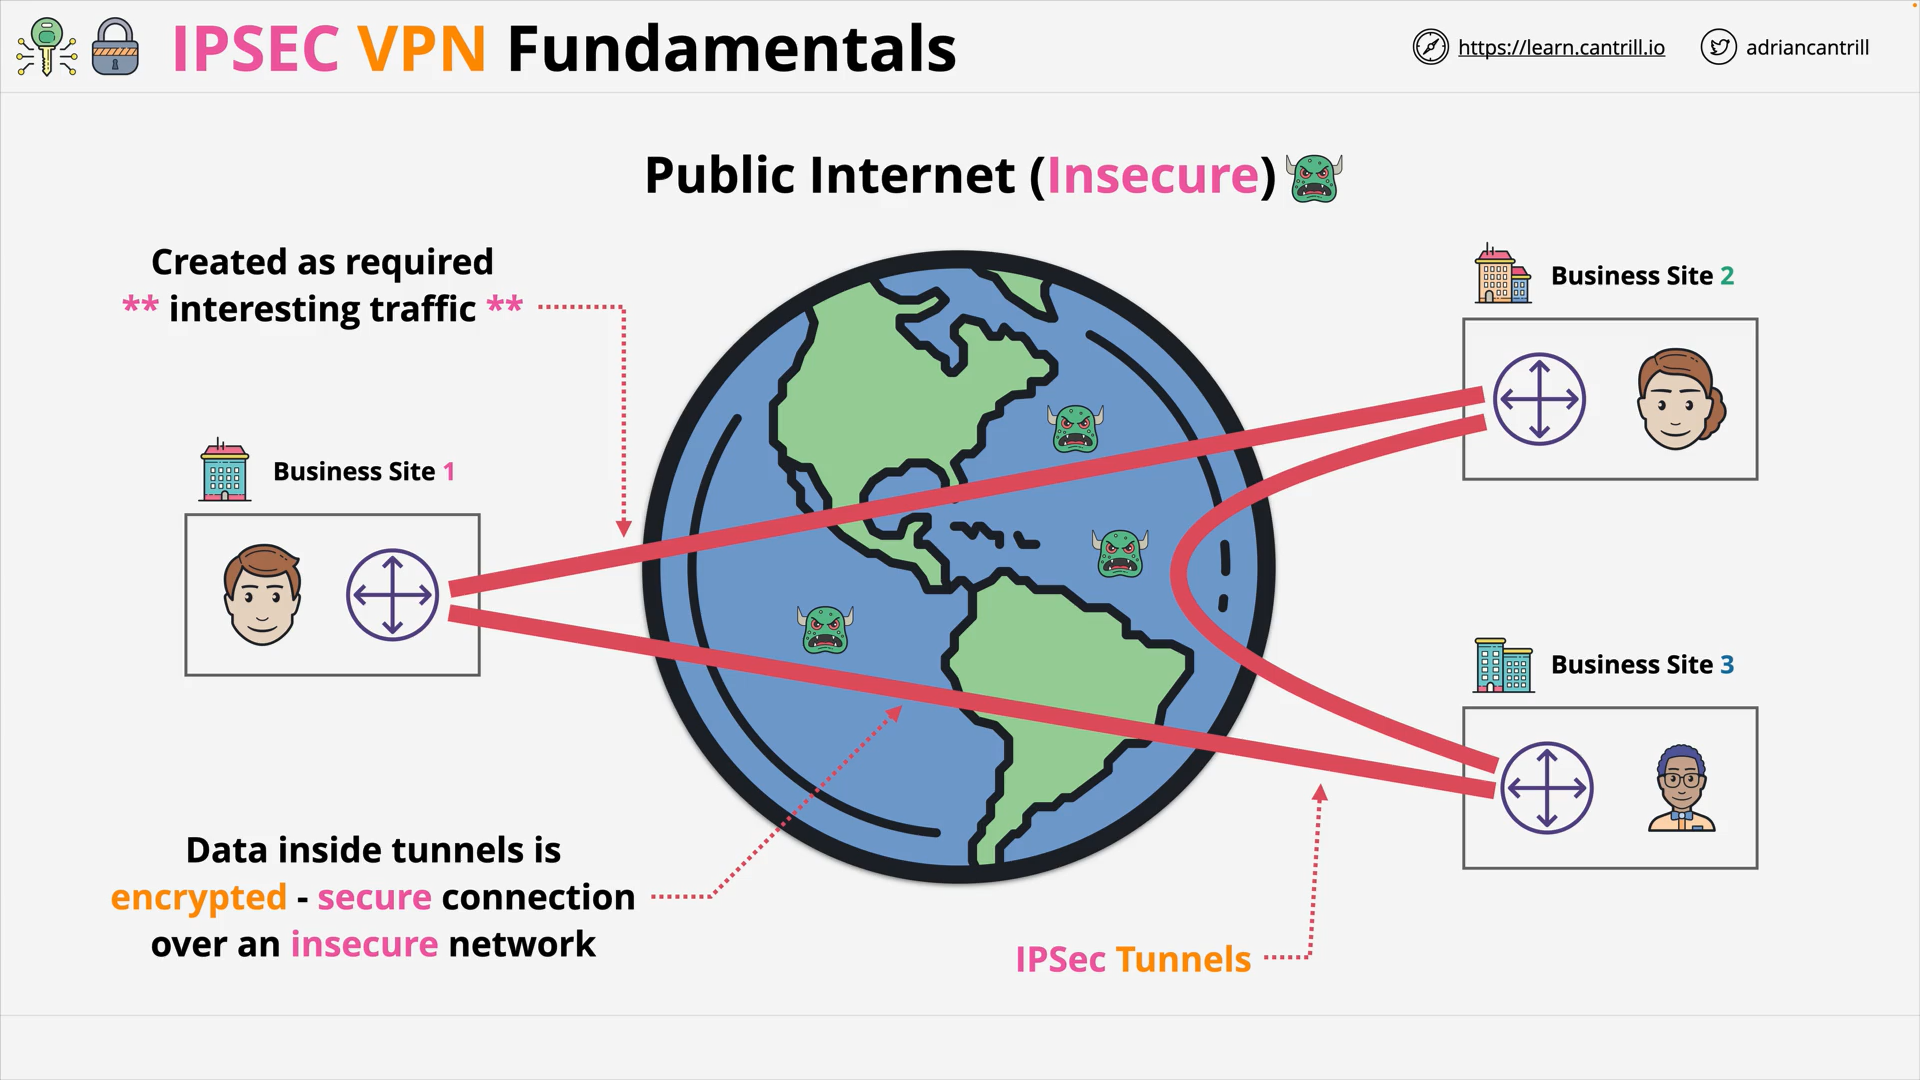 IPSEC VPN Fundamentals
https://learn.cantrill.io
adriancantrill
Public Internet (Insecure)
Created as required
** interesting traffic **
Business Site 2
Business Site 1
Business Site 3
Data inside tunnels is
encrypted - secure connection
over an insecure network
IPSec Tunnels